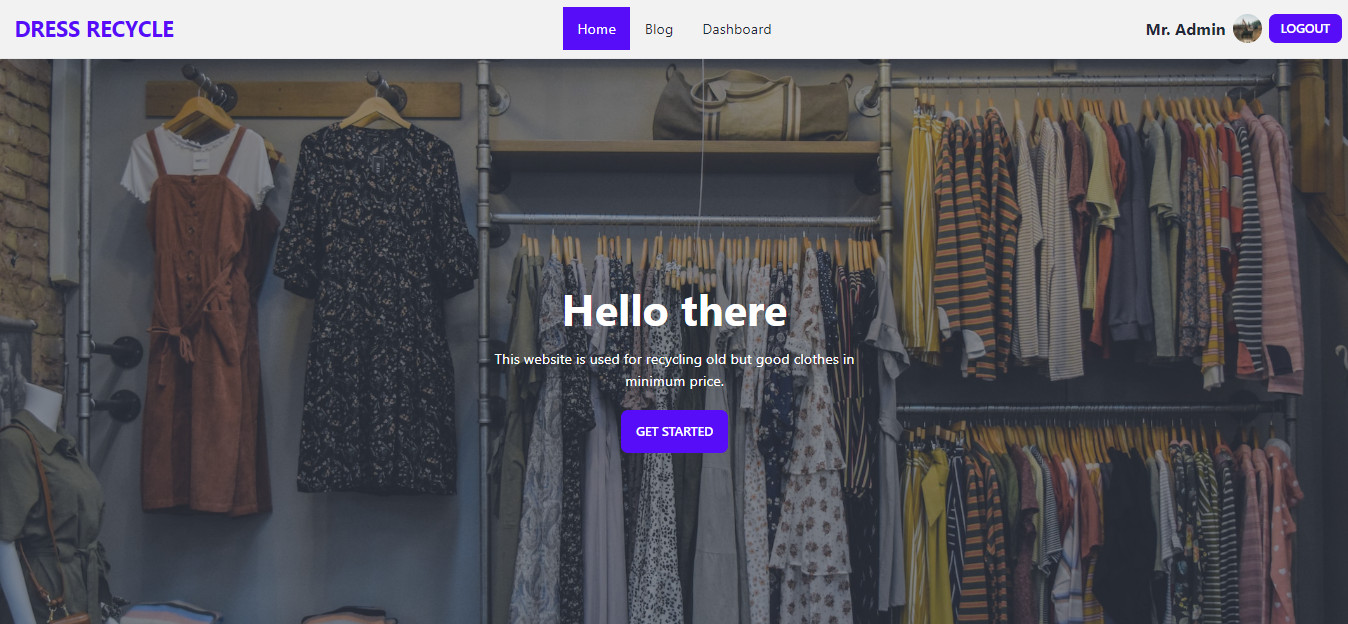 DRESS RECYCLE
Home
Blog
Dashboard
Mr. Admin
LOGOUT
Hello there
This website is used for recycling old but good clothes in
minimum price.
GET STARTED